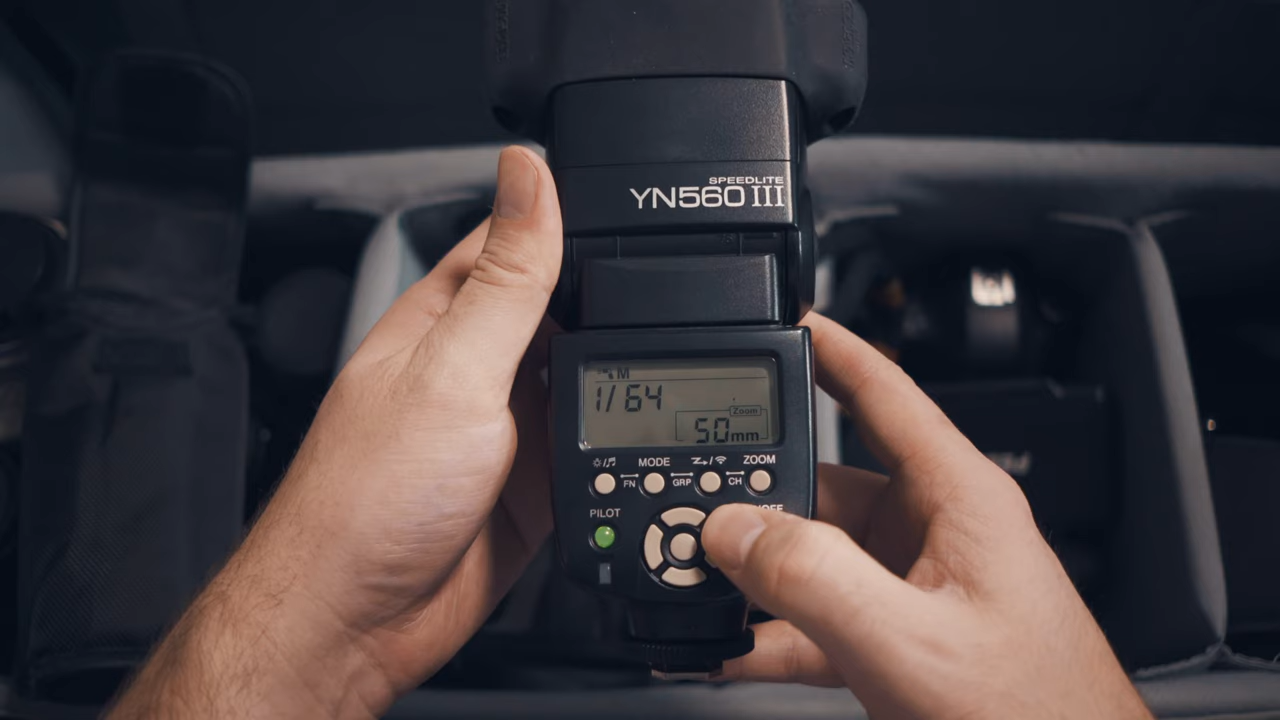 SPEEDLITE
YN560 III
M
1/64
Zoom
50mm
MODE
ZOOM
FN
GRP
CH
PILOT